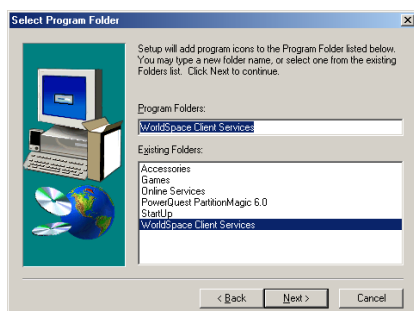 Select Program Folder
Setup will add program icons to the Program Folder listed below.
You may type a new folder name, or select one from the existing
Folders list. Click Next to continue.
Program Folders:
WorldSpace Client Services
Existing Folders:
Accessories
Games
Online Services
PowerQuest PartitionMagic 6.0
StartUp
WorldSpace Client Services
< Back
Next >
Cancel